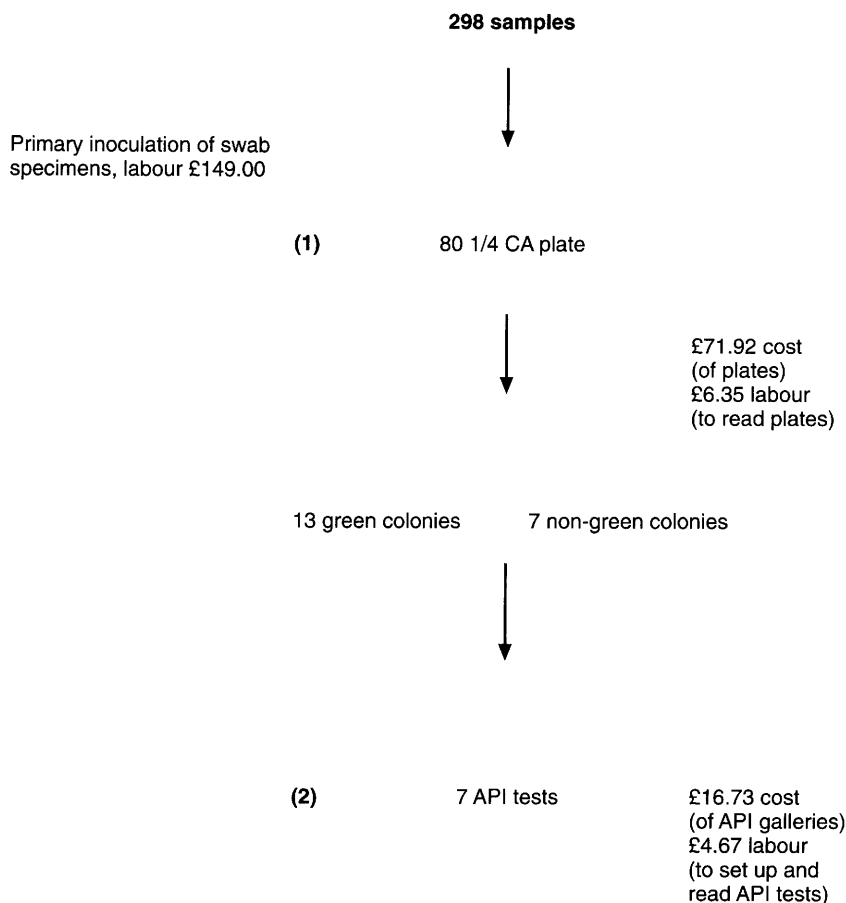 298 samples
Primary inoculation of swab
specimens, labour £149.00
(1) 80 1/4 CA plate
£71.92 cost
(of plates)
£6.35 labour
(to read plates)
13 green colonies 7 non-green colonies
(2) 7 API tests £16.73 cost
(of API galleries)
£4.67 labour
(to set up and
read API tests)